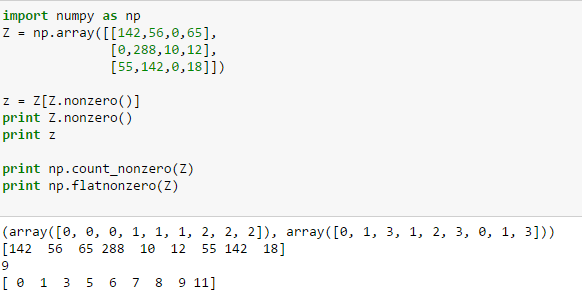 import numpy as np
Z = np.array([[142,56,0,65],
[0,288,10,12],
[55,142,0,18]])
z = Z[Z.nonzero()]
print Z.nonzero()
print z
print np.count_nonzero(Z)
print np.flatnonzero(Z)
(array([0, 0, 0, 1, 1, 1, 2, 2, 2]), array([0, 1, 3, 1, 2, 3, 0, 1, 3]))
[142  56  65 288  10  12  55 142  18]
9
[ 0  1  3  5  6  7  8  9 11]